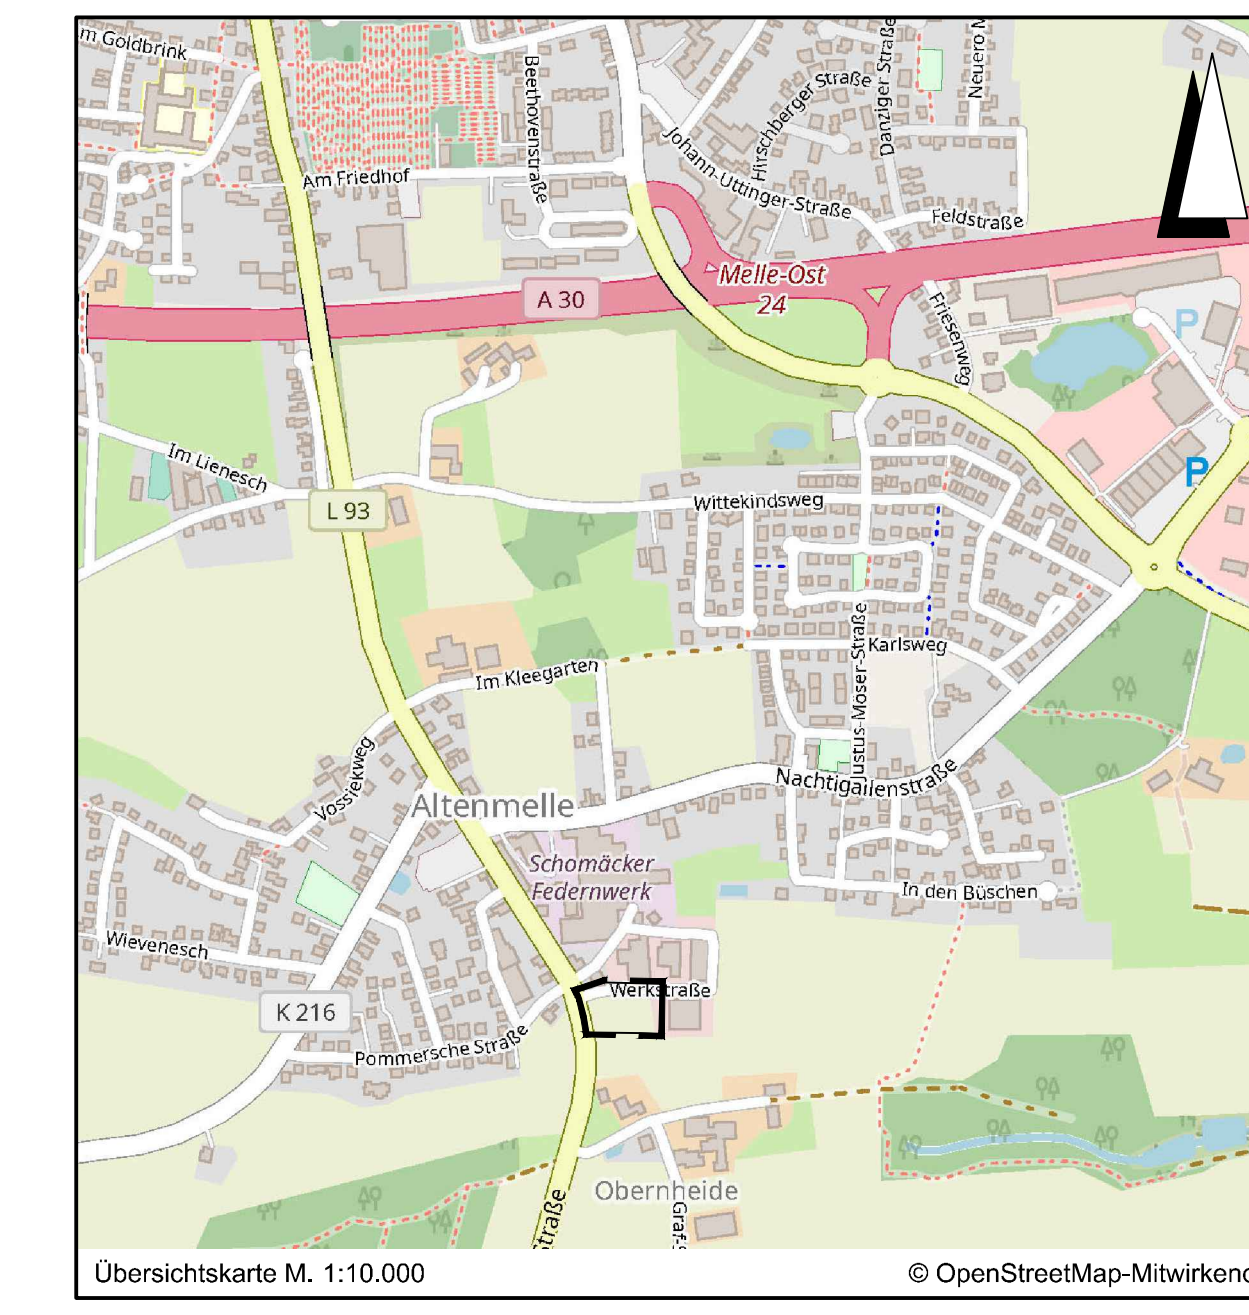 m Goldbrink
Beethovenstraße
Hirschberger Straße
Danziger Straße
Neuero M
Johann-Uttinger-Straße
Am Friedhof
Feldstraße
Melle-Ost
24
A 30
Friesenweg
P
Im Lienesch
P
L 93
Wittekindsweg
Justus-Möser-Straße
Karlsweg
Im Kleegarten
Vossiekweg
Nachtigallenstraße
Altenmelle
Schomäcker
Federnwerk
In den Büschen
Wievenesch
Werkstraße
K 216
Pommersche Straße
Obernheide
straße
Graf-S
Übersichtskarte M. 1:10.000
© OpenStreetMap-Mitwirkend